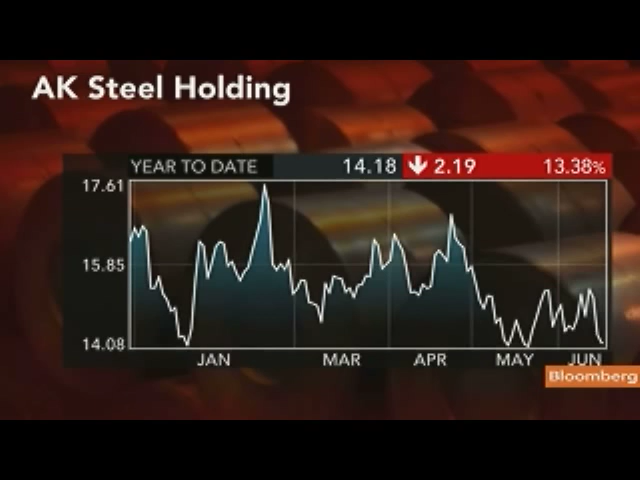 AK Steel Holding
YEAR TO DATE 14.18 2.19 13.38%
17.61
15.85
14.08
JAN MAR APR MAY JUN
Bloomberg